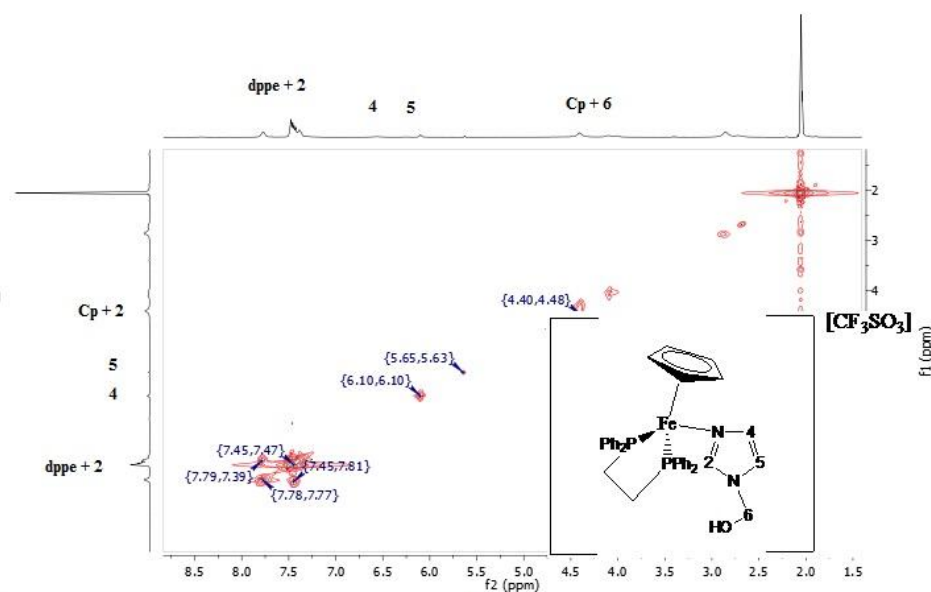 dppe + 2
4 5
Cp + 6
2
3
4
Cp + 2
5
4
dppe + 2
{4.40,4.48}
{5.65,5.63}
{6.10,6.10}
{7.45,7.47}
{7.45,7.81}
{7.79,7.39}
{7.78,7.77}
[CF3SO3]
f1 (ppm)
Fe
Ph2P
PPh2
N
4
2
5
N
HO
6
8.5 8.0 7.5 7.0 6.5 6.0 5.5 5.0 4.5 4.0 3.5 3.0 2.5 2.0 1.5
f2 (ppm)